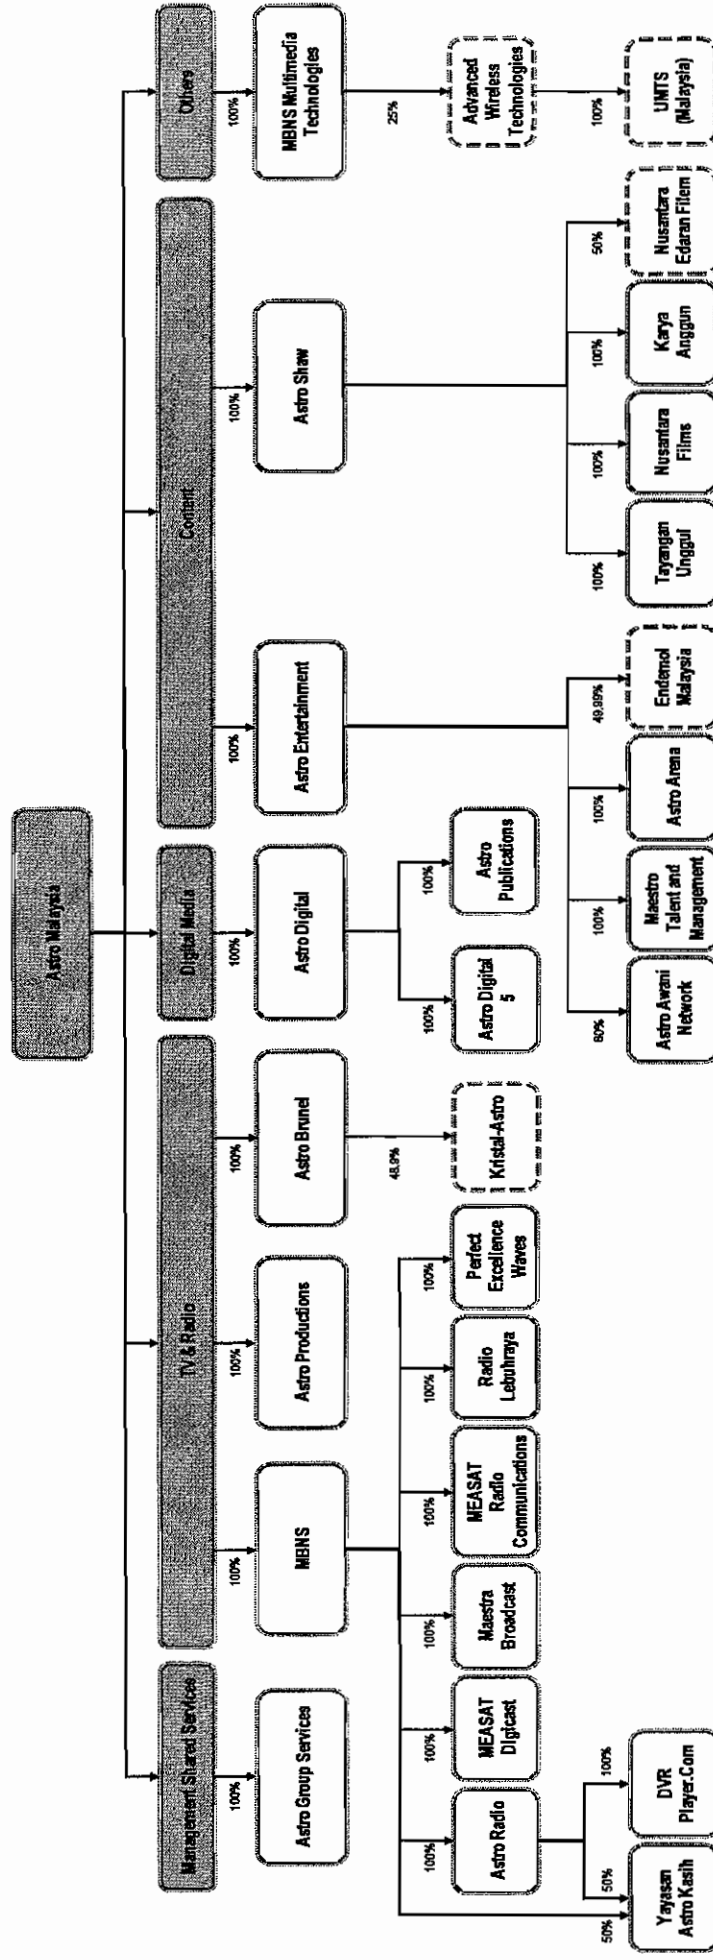 Astro Malaysia
Management Shared Services
TV & Radio
Digital Media
Content
Others
100%
100%
100%
100%
100%
100%
100%
100%
Astro Group Services
MBNS
Astro Productions
Astro Brunei
Astro Digital
Astro Entertainment
Astro Shaw
MBNS Multimedia
Technologies
48.9%
25%
100%
100%
100%
100%
100%
100%
100%
100%
Astro Radio
MEASAT
Digicast
Maestra
Broadcast
MEASAT
Radio
Communications
Radio
Lebuhraya
Perfect
Excellence
Waves
Kristal-Astro
Astro Digital
5
Astro
Publications
Advanced
Wireless
Technologies
50%
50%
100%
80%
100%
100%
49.99%
100%
100%
100%
50%
100%
Yayasan
Astro Kasih
DVR
Player.Com
Astro Awani
Network
Maestro
Talent and
Management
Astro Arena
Endemol
Malaysia
Tayangan
Unggul
Nusantara
Films
Karya
Anggun
Nusantara
Edaran Filem
UMTS
(Malaysia)